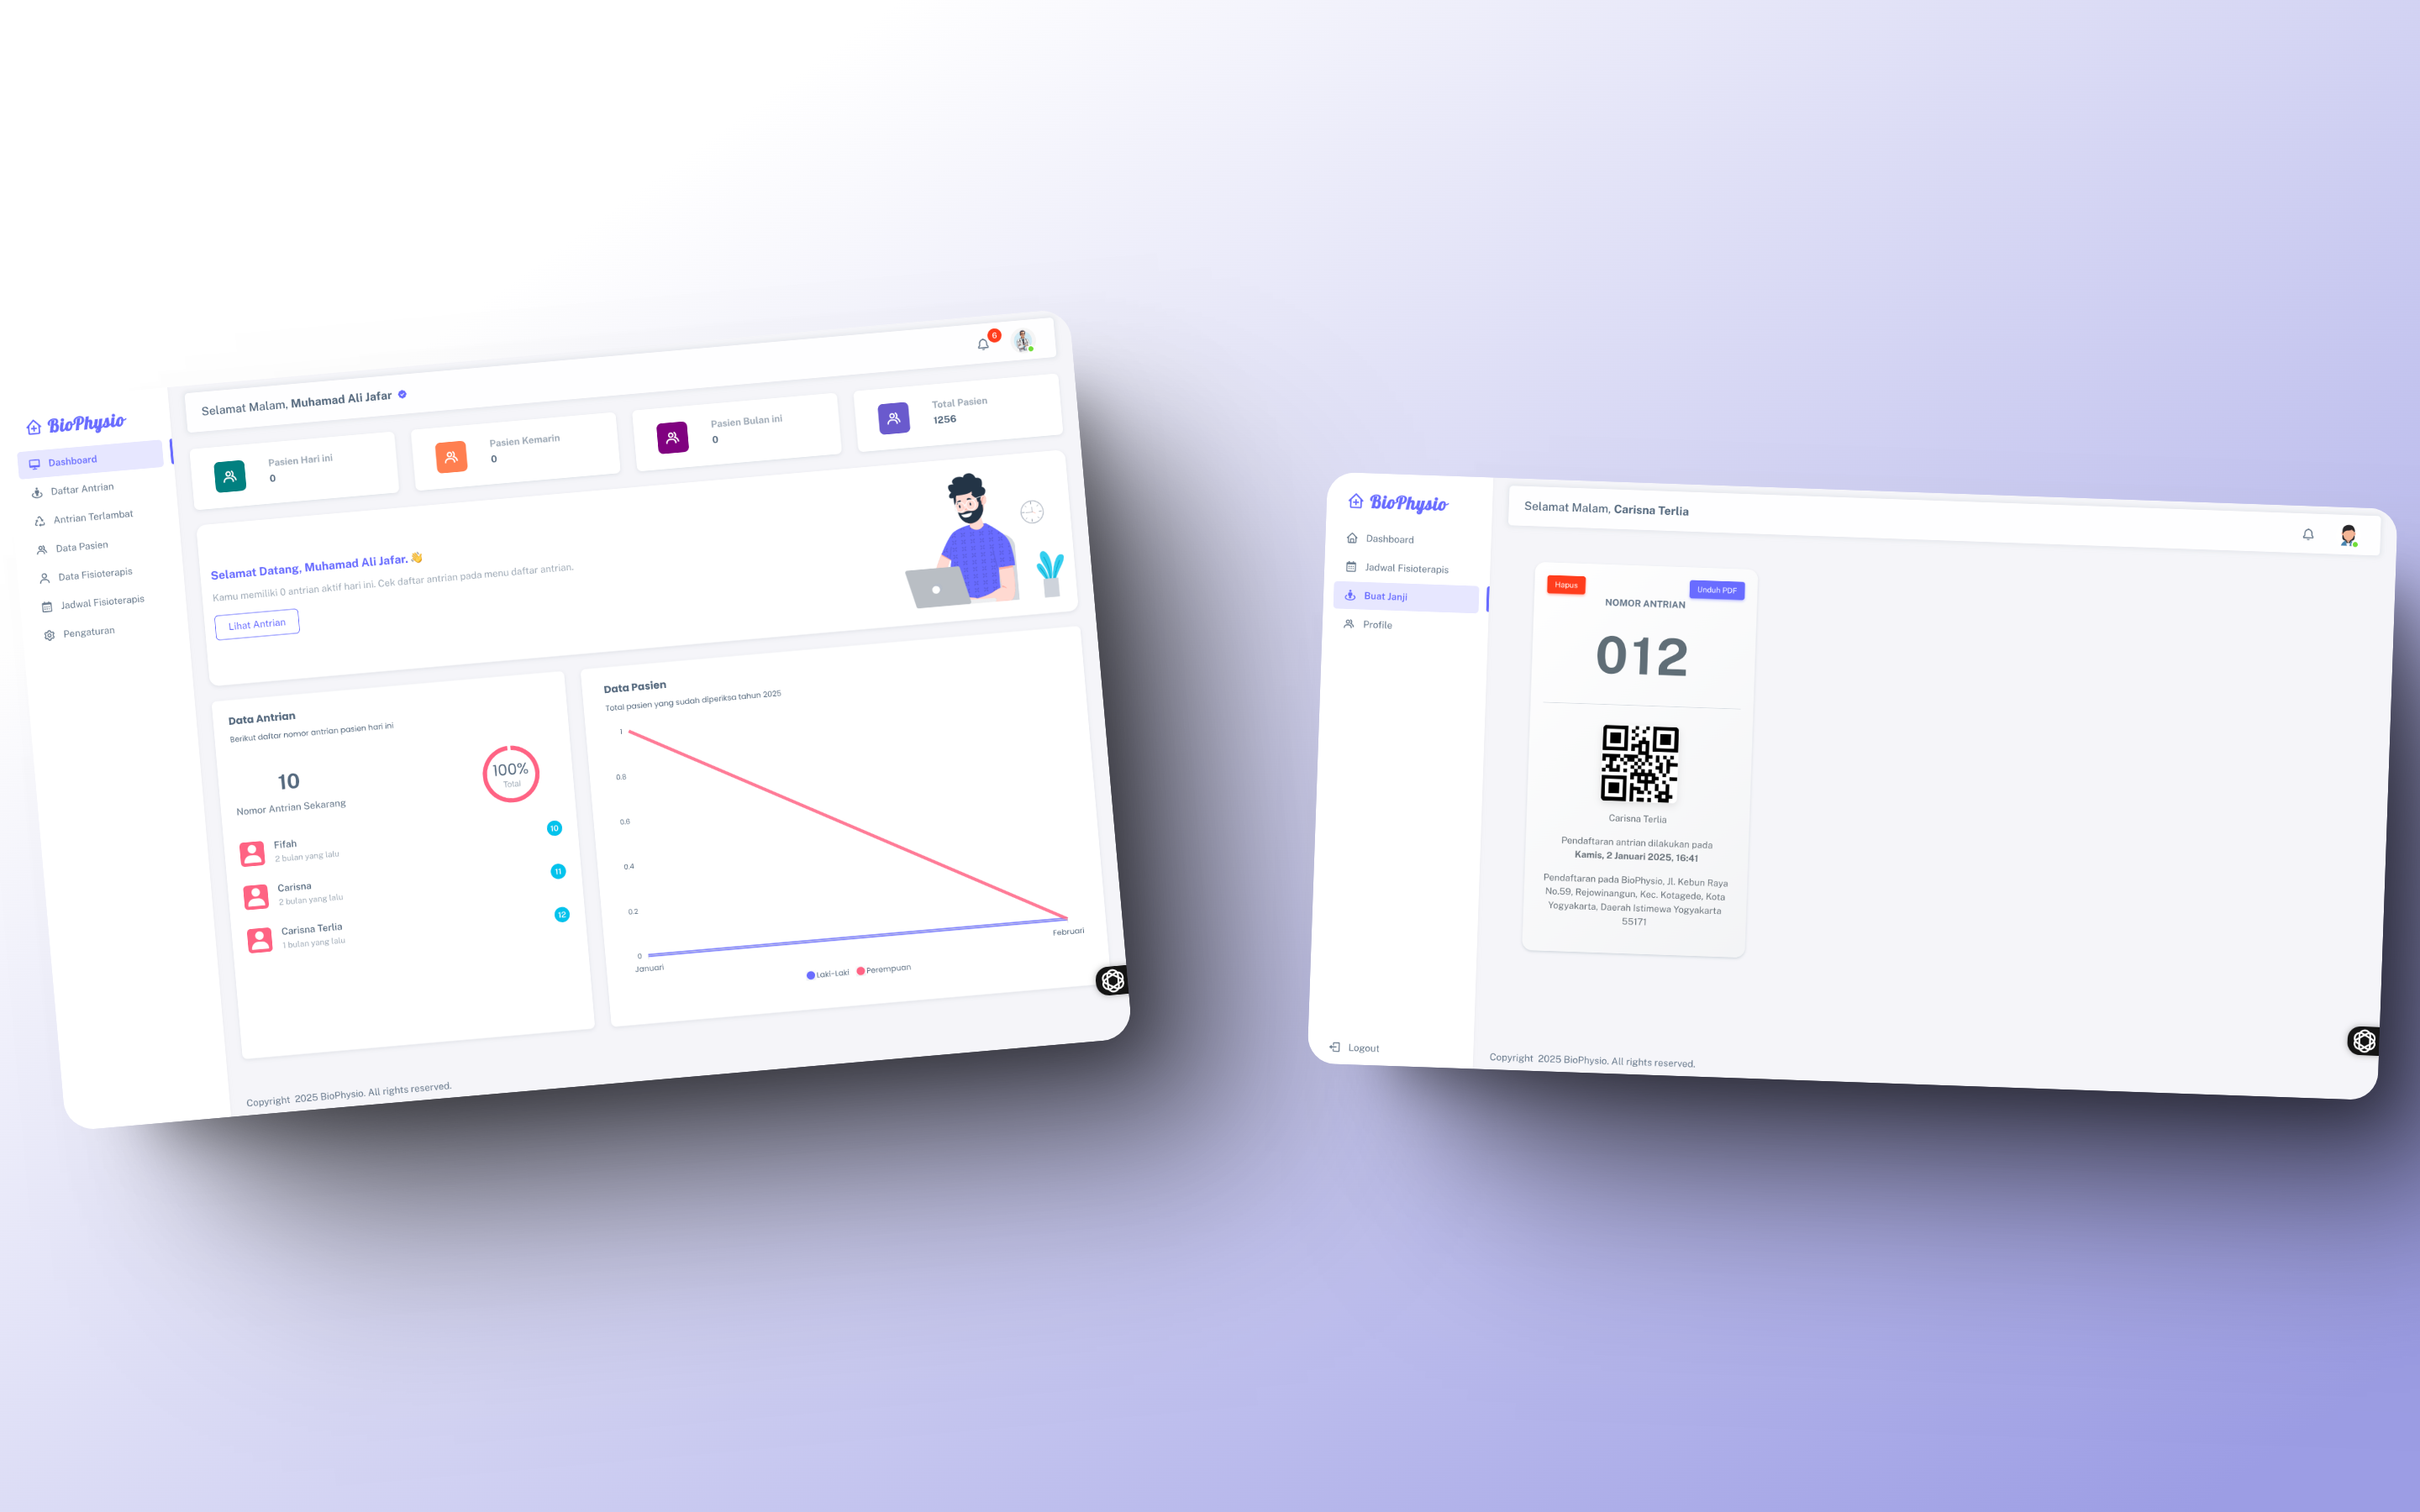 BioPhysio
Dashboard
Daftar Antrian
Antrian Terlambat
Data Pasien
Data Fisioterapis
Jadwal Fisioterapis
Pengaturan
Selamat Malam, Muhamad Ali Jafar
6
Pasien Hari ini
0
Pasien Kemarin
0
Pasien Bulan ini
0
Total Pasien
1256
Selamat Datang, Muhamad Ali Jafar. 👋
Kamu memiliki 0 antrian aktif hari ini. Cek daftar antrian pada menu daftar antrian.
Lihat Antrian
Data Antrian
Berikut daftar nomor antrian pasien hari ini
10
Nomor Antrian Sekarang
100%
Total
Fifah
2 bulan yang lalu
10
Carisna
2 bulan yang lalu
11
Carisna Terlia
1 bulan yang lalu
12
Data Pasien
Total pasien yang sudah diperiksa tahun 2025
1
0.8
0.6
0.4
0.2
0
Januari
Februari
Laki-Laki
Perempuan
Copyright 2025 BioPhysio. All rights reserved.
BioPhysio
Dashboard
Jadwal Fisioterapis
Buat Janji
Profile
Logout
Selamat Malam, Carisna Terlia
Hapus
Unduh PDF
NOMOR ANTRIAN
012
Carisna Terlia
Pendaftaran antrian dilakukan pada
Kamis, 2 Januari 2025, 16:41
Pendaftaran pada BioPhysio, Jl. Kebun Raya
No.59, Rejowinangun, Kec. Kotagede, Kota
Yogyakarta, Daerah Istimewa Yogyakarta
55171
Copyright 2025 BioPhysio. All rights reserved.